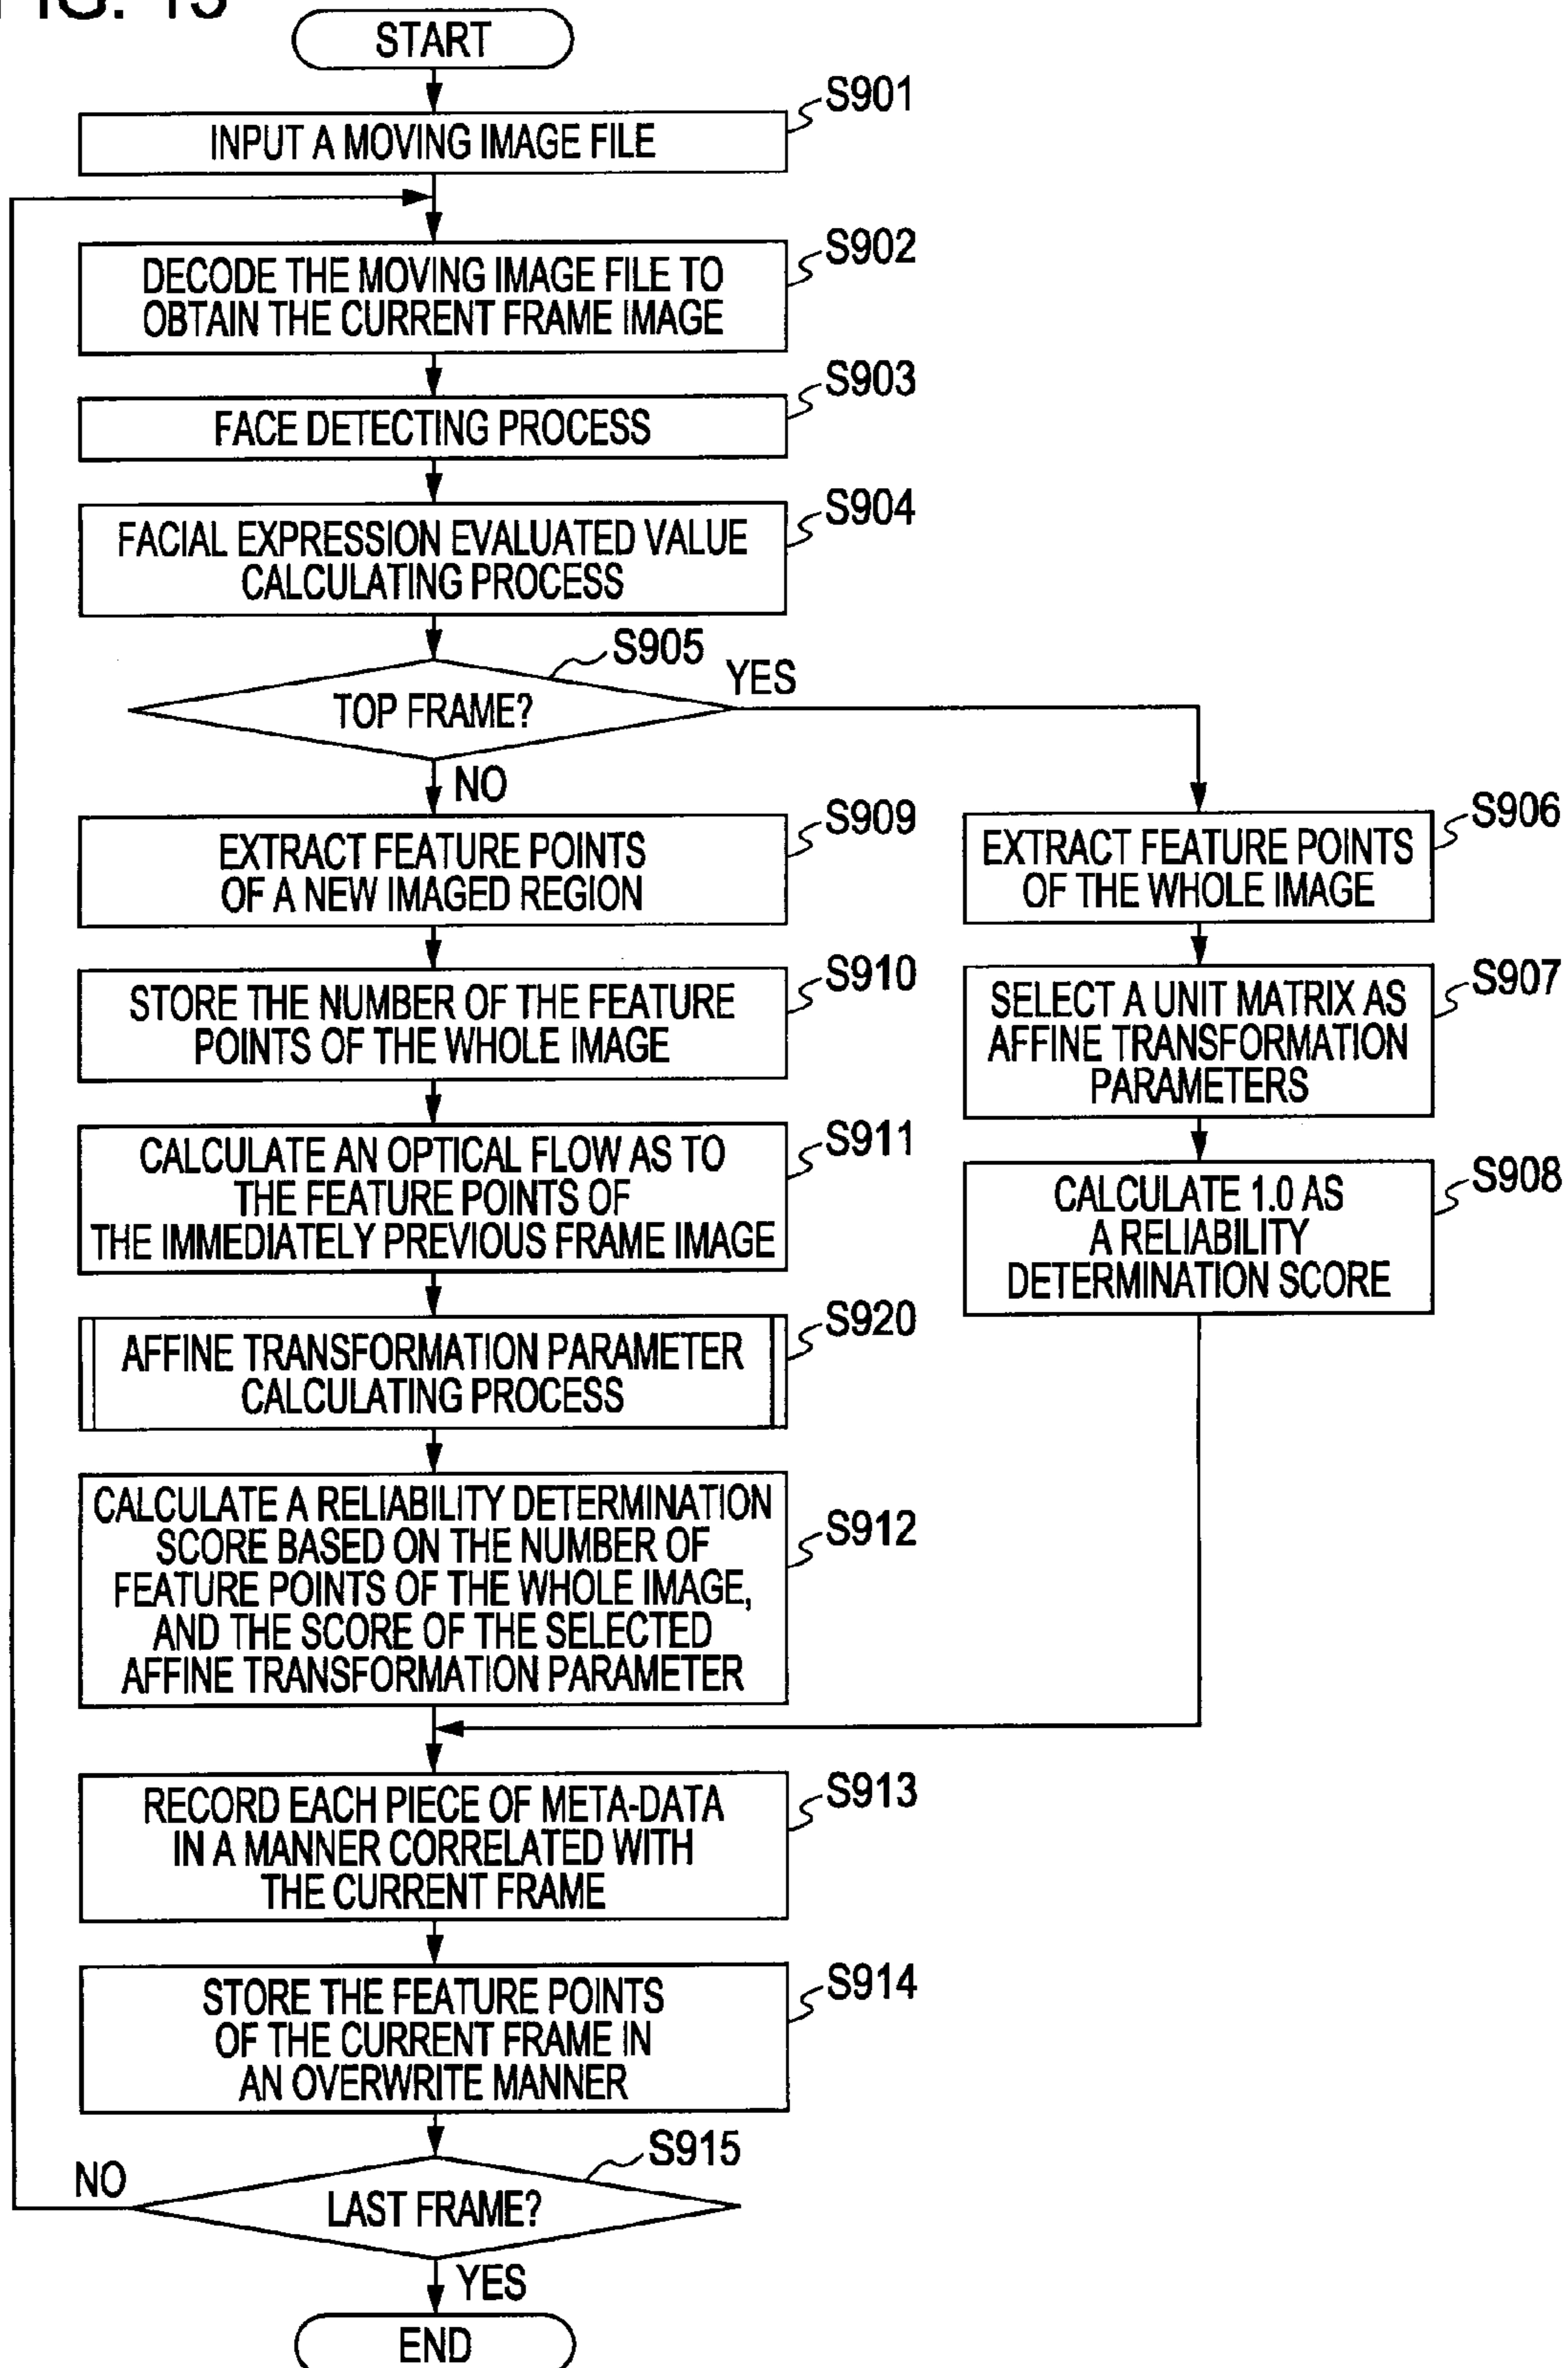 START
S901
INPUT A MOVING IMAGE FILE
S902
DECODE THE MOVING IMAGE FILE TO
OBTAIN THE CURRENT FRAME IMAGE
S903
FACE DETECTING PROCESS
S904
FACIAL EXPRESSION EVALUATED VALUE
CALCULATING PROCESS
S905
TOP FRAME?
YES
NO
S909
EXTRACT FEATURE POINTS
OF A NEW IMAGED REGION
S910
STORE THE NUMBER OF THE FEATURE
POINTS OF THE WHOLE IMAGE
S911
CALCULATE AN OPTICAL FLOW AS TO
THE FEATURE POINTS OF
THE IMMEDIATELY PREVIOUS FRAME IMAGE
S920
AFFINE TRANSFORMATION PARAMETER
CALCULATING PROCESS
S912
CALCULATE A RELIABILITY DETERMINATION
SCORE BASED ON THE NUMBER OF
FEATURE POINTS OF THE WHOLE IMAGE,
AND THE SCORE OF THE SELECTED
AFFINE TRANSFORMATION PARAMETER
S906
EXTRACT FEATURE POINTS
OF THE WHOLE IMAGE
S907
SELECT A UNIT MATRIX AS
AFFINE TRANSFORMATION
PARAMETERS
S908
CALCULATE 1.0 AS
A RELIABILITY
DETERMINATION SCORE
S913
RECORD EACH PIECE OF META-DATA
IN A MANNER CORRELATED WITH
THE CURRENT FRAME
S914
STORE THE FEATURE POINTS
OF THE CURRENT FRAME IN
AN OVERWRITE MANNER
S915
LAST FRAME?
NO
YES
END